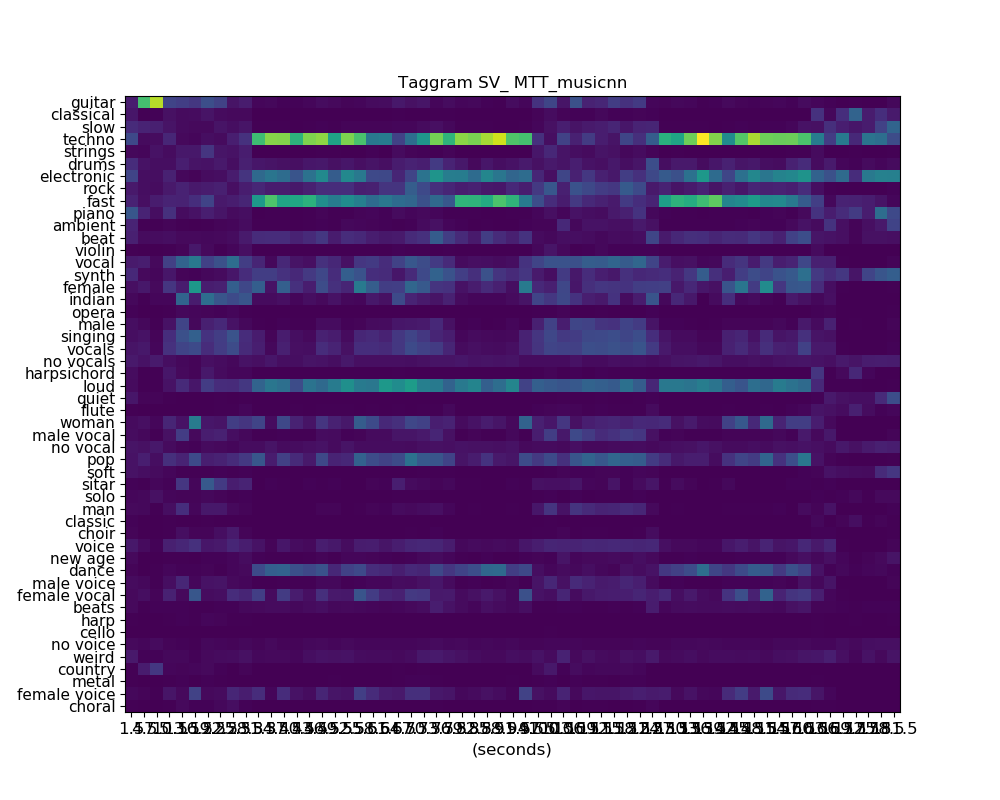 Taggram SV_ MTT_musicnn
guitar
classical
slow
techno
strings
drums
electronic
rock
fast
piano
ambient
beat
violin
vocal
synth
female
indian
opera
male
singing
vocals
no vocals
harpsichord
loud
quiet
flute
woman
male vocal
no vocal
pop
soft
sitar
solo
man
classic
choir
voice
new age
dance
male voice
female vocal
beats
harp
cello
no voice
weird
country
metal
female voice
choral
(seconds)